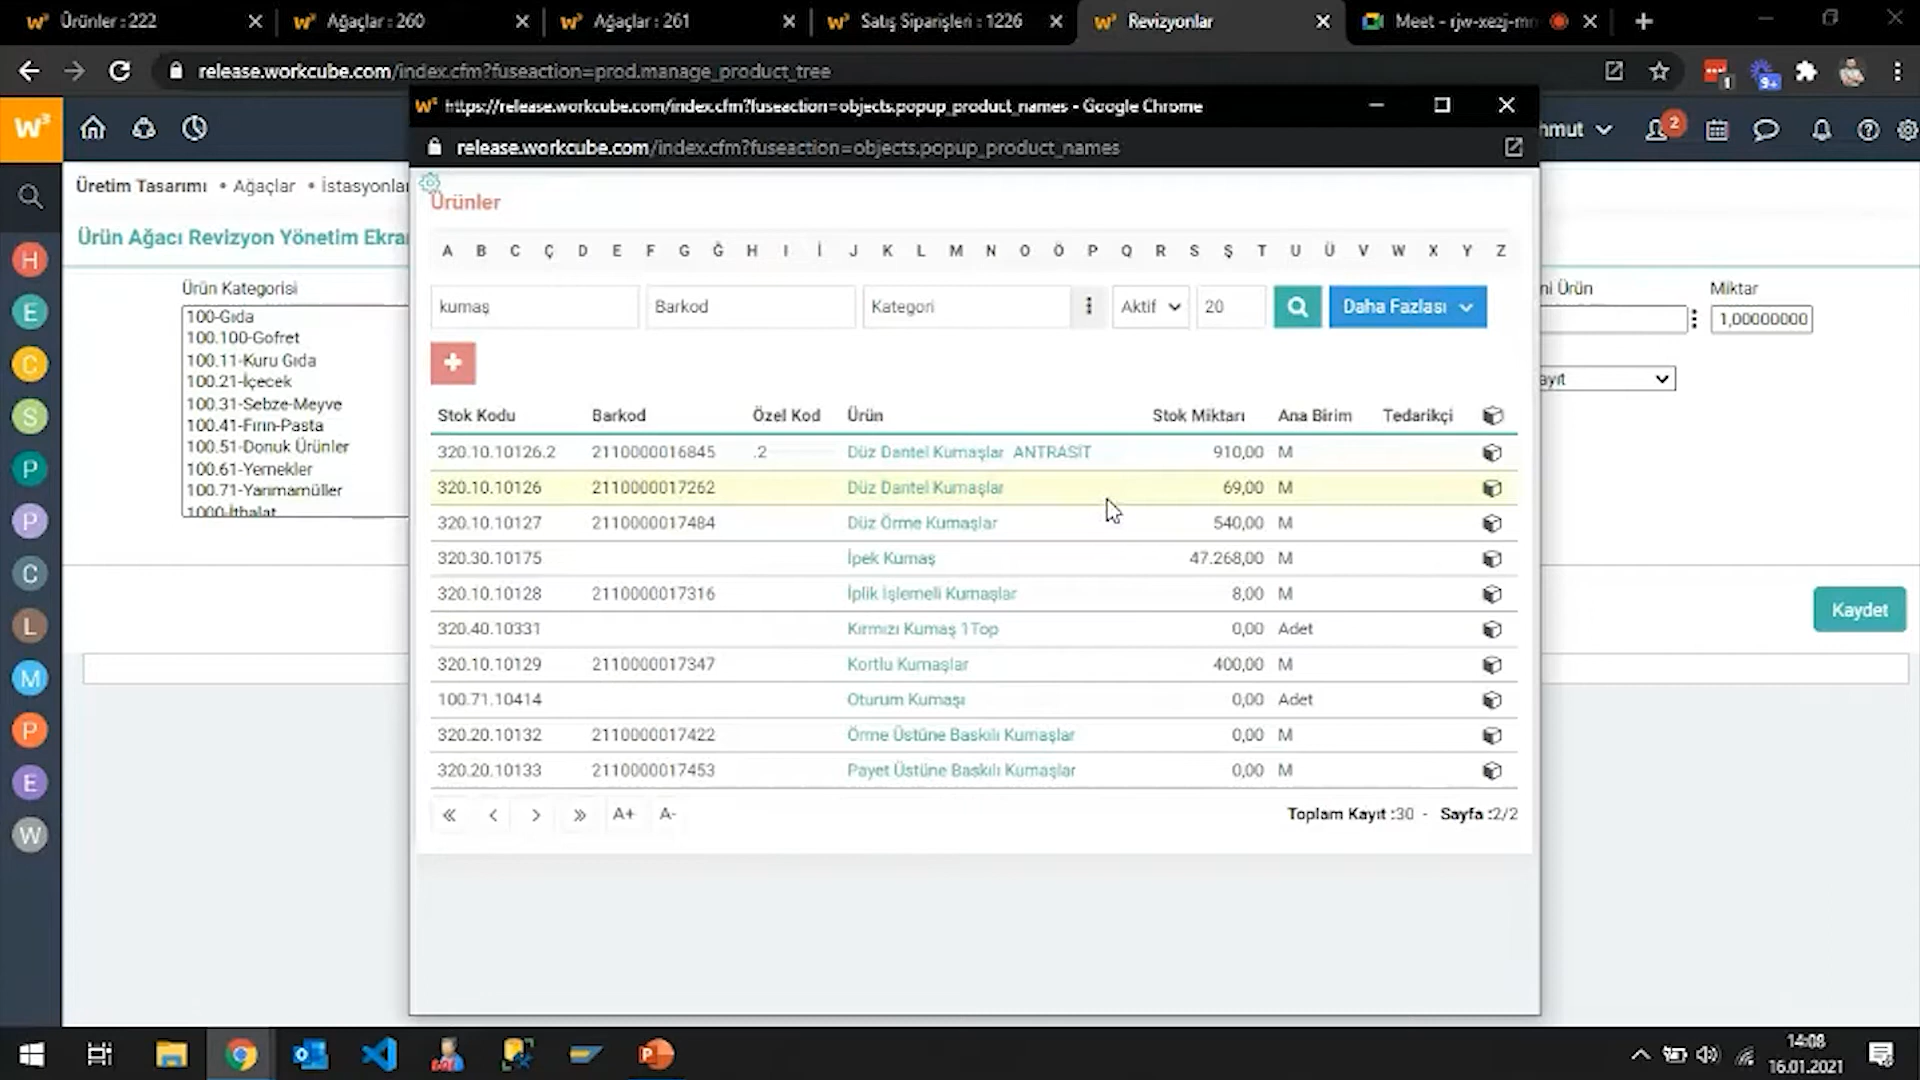 Ürünler : 222
Ağaçlar : 260
Ağaçlar : 261
Satış Siparişleri : 1226
Revizyonlar
release.workcube.com/index.cfm?fuseaction=prod.manage_product_tree
https://release.workcube.com/index.cfm?fuseaction=objects.popup_product_names - Google Chrome
release.workcube.com/index.cfm?fuseaction=objects.popup_product_names
2
Üretim Tasarımı • Ağaçlar •
Ürün Ağacı Revizyon Yönetim
Ürün Kategorisi
100-Gıda
100.100-Gofret
100.11-Kuru Gıda
100.21-İçecek
100.31-Sebze-Meyve
100.41-Fırın-Pasta
100.51-Donuk Ürünler
100.61-Yemekler
100.71-Yarımamüller
1000-İthalat
Ürünler
A B C Ç D E F G Ğ H I İ J K L M N O Ö P Q R S Ş T U Ü V W X Y Z
kumaş Barkod Kategori Aktif 20 Daha Fazlası
Stok Kodu Barkod Özel Kod Ürün Stok Miktarı Ana Birim Tedarikçi
320.10.10126.2 2110000016845 .2 Düz Dantel Kumaşlar ANTRASİT 910,00 M
320.10.10126 2110000017262 Düz Dantel Kumaşlar 69,00 M
320.10.10127 2110000017484 Düz Örme Kumaşlar 540,00 M
320.30.10175 İpek Kumaş 47.268,00 M
320.10.10128 2110000017316 İplik İşlemeli Kumaşlar 8,00 M
320.40.10331 Kırmızı Kumaş 1Top 0,00 Adet
320.10.10129 2110000017347 Kortlu Kumaşlar 400,00 M
100.71.10414 Oturum Kumaşı 0,00 Adet
320.20.10132 2110000017422 Örme Üstüne Baskılı Kumaşlar 0,00 M
320.20.10133 2110000017453 Payet Üstüne Baskılı Kumaşlar 0,00 M
A+ A-
Toplam Kayıt :30 - Sayfa :2/2
Ürün
Miktar
1,00000000
Kaydet
H
E
C
S
P
P
C
L
M
P
E
W
14:08
16.01.2021